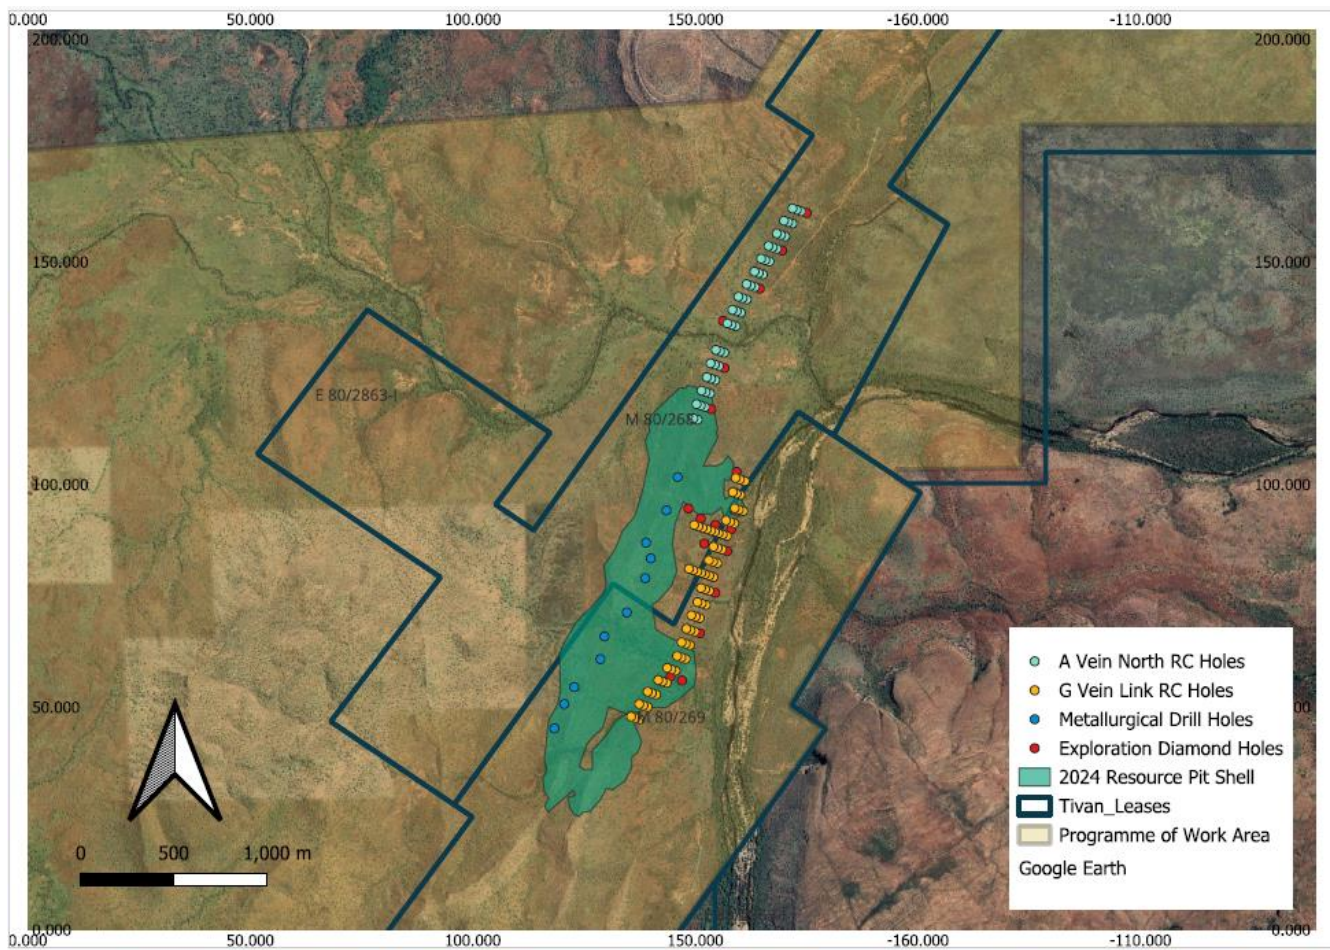 0.000 50.000 100.000 150.000 -160.000 -110.000
200.000 200.000
150.000 150.000
E 80/2863-I
M 80/268
100.000 100.000
A Vein North RC Holes
G Vein Link RC Holes
50.000 50.000
M 80/269
Metallurgical Drill Holes
Exploration Diamond Holes
2024 Resource Pit Shell
Tivan_Leases
Programme of Work Area
Google Earth
0 500 1,000 m
0.000 0.000
0.000 50.000 100.000 150.000 -160.000 -110.000